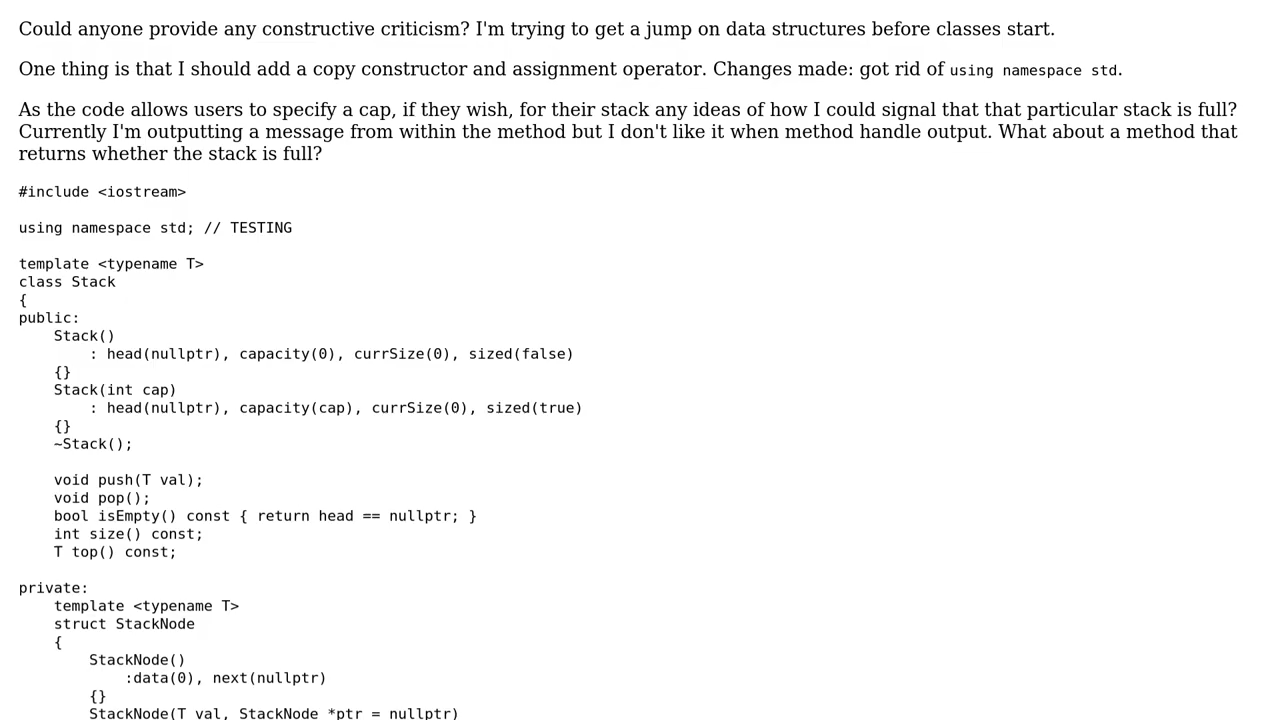 Could anyone provide any constructive criticism? I'm trying to get a jump on data structures before classes start.
One thing is that I should add a copy constructor and assignment operator. Changes made: got rid of using namespace std.
As the code allows users to specify a cap, if they wish, for their stack any ideas of how I could signal that that particular stack is full?
Currently I'm outputting a message from within the method but I don't like it when method handle output. What about a method that
returns whether the stack is full?
#include <iostream>
using namespace std; // TESTING
template <typename T>
class Stack
{
public:
    Stack()
        : head(nullptr), capacity(0), currSize(0), sized(false)
    {}
    Stack(int cap)
        : head(nullptr), capacity(cap), currSize(0), sized(true)
    {}
    ~Stack();
    void push(T val);
    void pop();
    bool isEmpty() const { return head == nullptr; }
    int size() const;
    T top() const;
private:
    template <typename T>
    struct StackNode
    {
        StackNode()
            :data(0), next(nullptr)
        {}
        StackNode(T val, StackNode *ptr = nullptr)